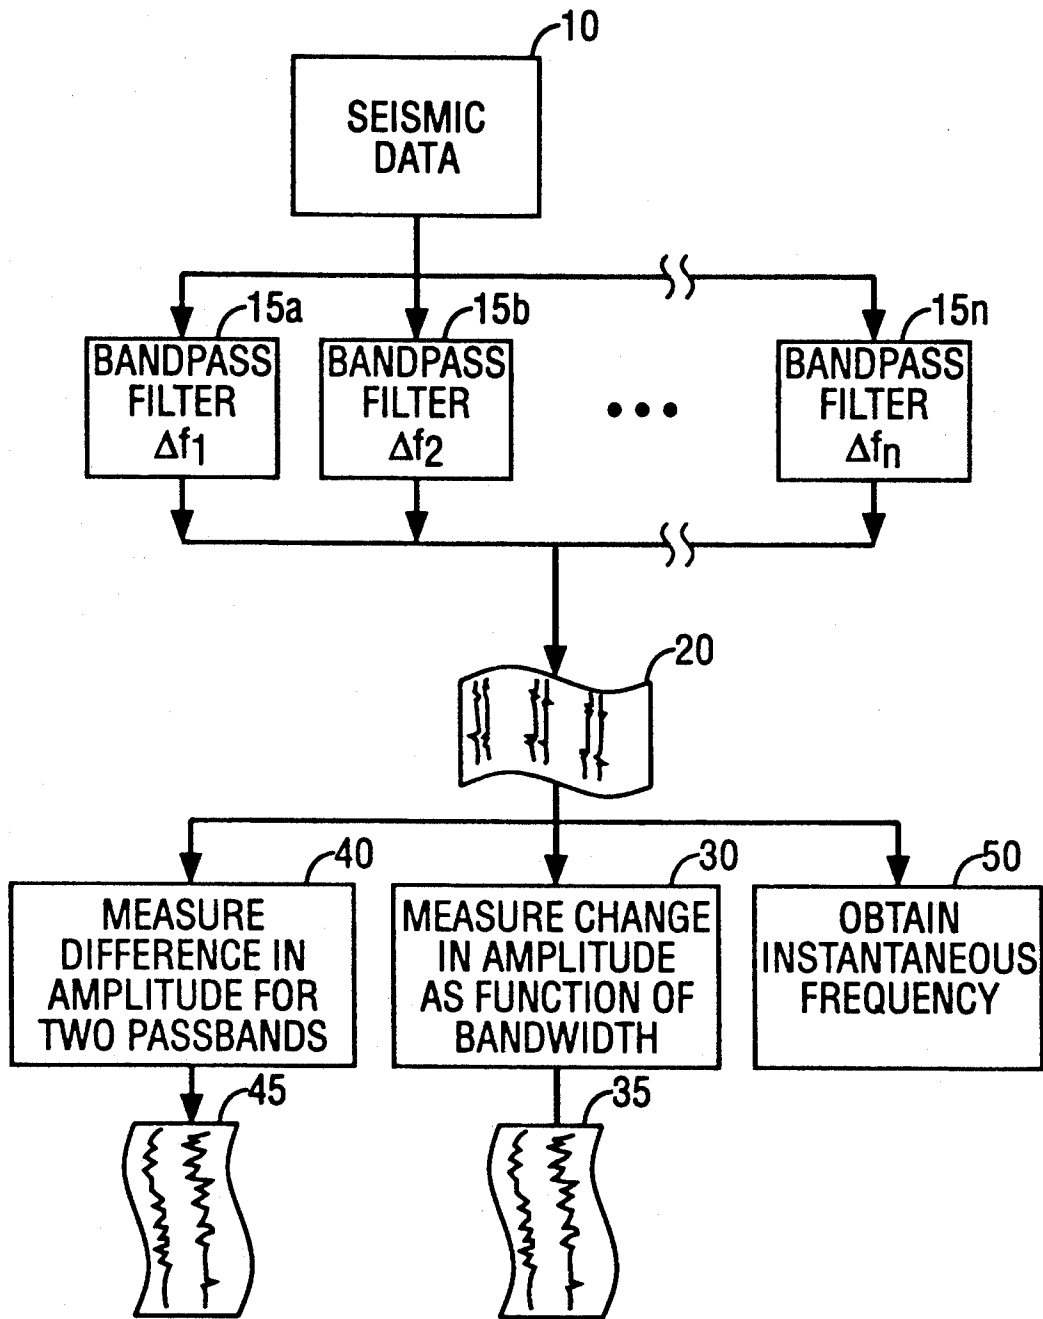 10
SEISMIC
DATA
15a
BANDPASS
FILTER
Δf1
15b
BANDPASS
FILTER
Δf2
15n
BANDPASS
FILTER
Δfn
20
40
MEASURE
DIFFERENCE IN
AMPLITUDE FOR
TWO PASSBANDS
30
MEASURE CHANGE
IN AMPLITUDE
AS FUNCTION OF
BANDWIDTH
50
OBTAIN
INSTANTANEOUS
FREQUENCY
45
35